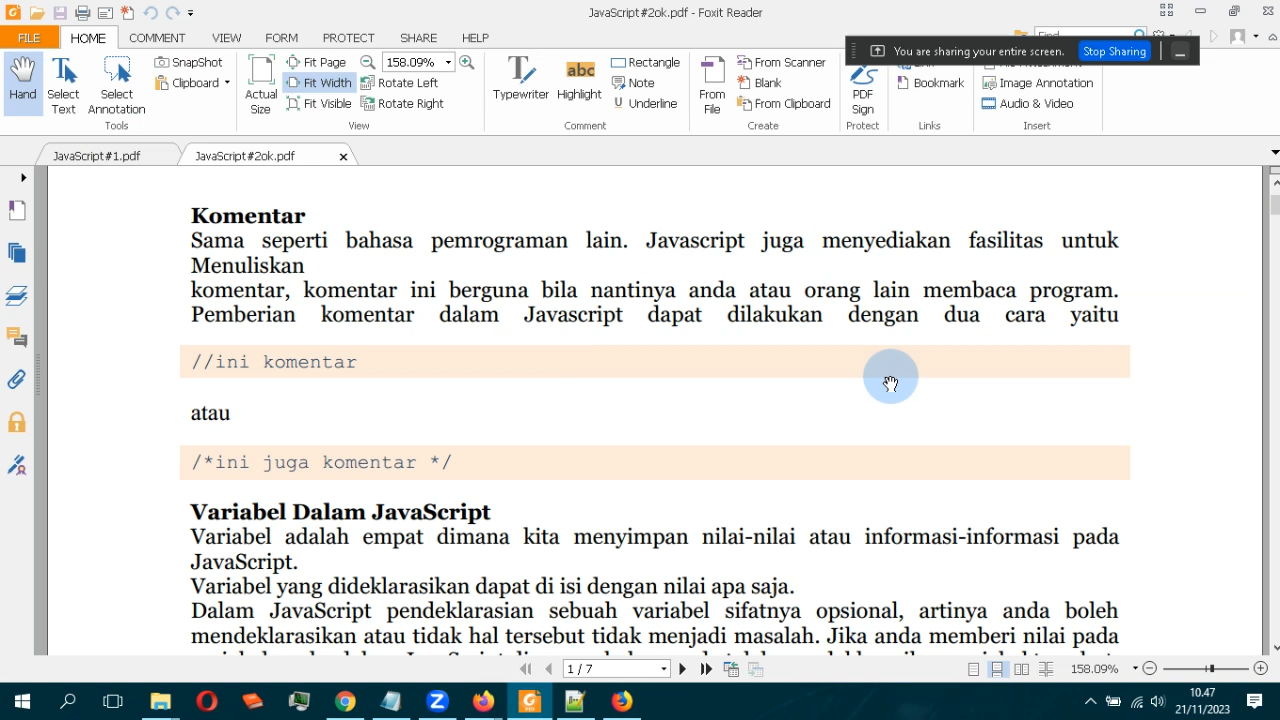 JavaScript#2ok.pdf - Foxit Reader
FILE HOME COMMENT VIEW FORM PROTECT SHARE HELP
Find
You are sharing your entire screen. Stop Sharing
Hand
Select Text
Select Annotation
SnapShot
Clipboard
Tools
Actual Size
Fit Page
Fit Width
Fit Visible
158.09%
Rotate Left
Rotate Right
View
Typewriter
abc
Highlight
Rectangle
Note
Underline
Comment
From File
From Scanner
Blank
From Clipboard
Create
PDF Sign
Protect
Bookmark
Links
Image Annotation
Audio & Video
Insert
JavaScript#1.pdf
JavaScript#2ok.pdf
Komentar
Sama seperti bahasa pemrograman lain. Javascript juga menyediakan fasilitas untuk
Menuliskan
komentar, komentar ini berguna bila nantinya anda atau orang lain membaca program.
Pemberian komentar dalam Javascript dapat dilakukan dengan dua cara yaitu
//ini komentar
atau
/*ini juga komentar */
Variabel Dalam JavaScript
Variabel adalah empat dimana kita menyimpan nilai-nilai atau informasi-informasi pada
JavaScript.
Variabel yang dideklarasikan dapat di isi dengan nilai apa saja.
Dalam JavaScript pendeklarasian sebuah variabel sifatnya opsional, artinya anda boleh
mendeklarasikan atau tidak hal tersebut tidak menjadi masalah. Jika anda memberi nilai pada
1 / 7
158.09%
10.47
21/11/2023